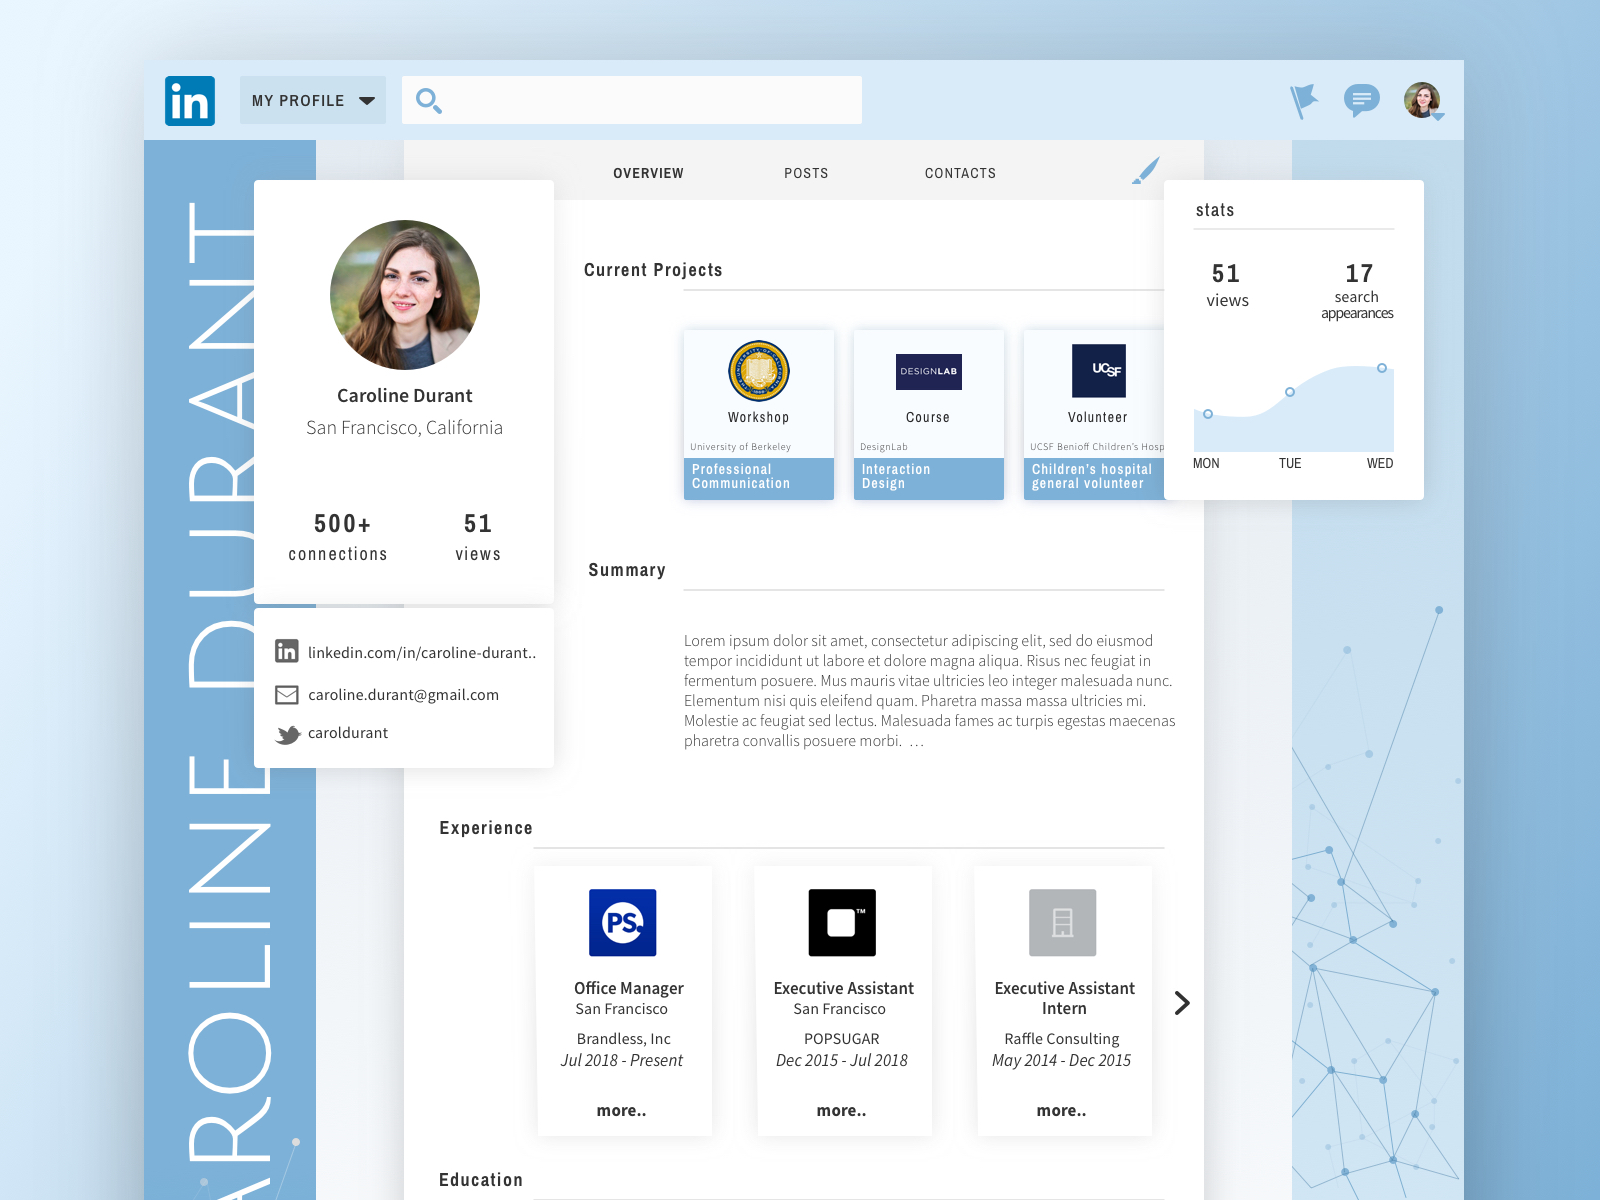 in
MY PROFILE
OVERVIEW
POSTS
CONTACTS
AROLINE DURANT
Caroline Durant
San Francisco, California
500+
connections
51
views
linkedin.com/in/caroline-durant..
caroline.durant@gmail.com
caroldurant
Current Projects
Workshop
University of Berkeley
Professional
Communication
DESIGNLAB
Course
DesignLab
Interaction
Design
UCSF
Volunteer
UCSF Benioff Children's Hosp
Children's hospital
general volunteer
stats
51
views
17
search
appearances
MON
TUE
WED
Summary
Lorem ipsum dolor sit amet, consectetur adipiscing elit, sed do eiusmod
tempor incididunt ut labore et dolore magna aliqua. Risus nec feugiat in
fermentum posuere. Mus mauris vitae ultricies leo integer malesuada nunc.
Elementum nisi quis eleifend quam. Pharetra massa massa ultricies mi.
Molestie ac feugiat sed lectus. Malesuada fames ac turpis egestas maecenas
pharetra convallis posuere morbi. ...
Experience
PS.
Office Manager
San Francisco
Brandless, Inc
Jul 2018 - Present
more..
TM
Executive Assistant
San Francisco
POPSUGAR
Dec 2015 - Jul 2018
more..
Executive Assistant
Intern
Raffle Consulting
May 2014 - Dec 2015
more..
Education